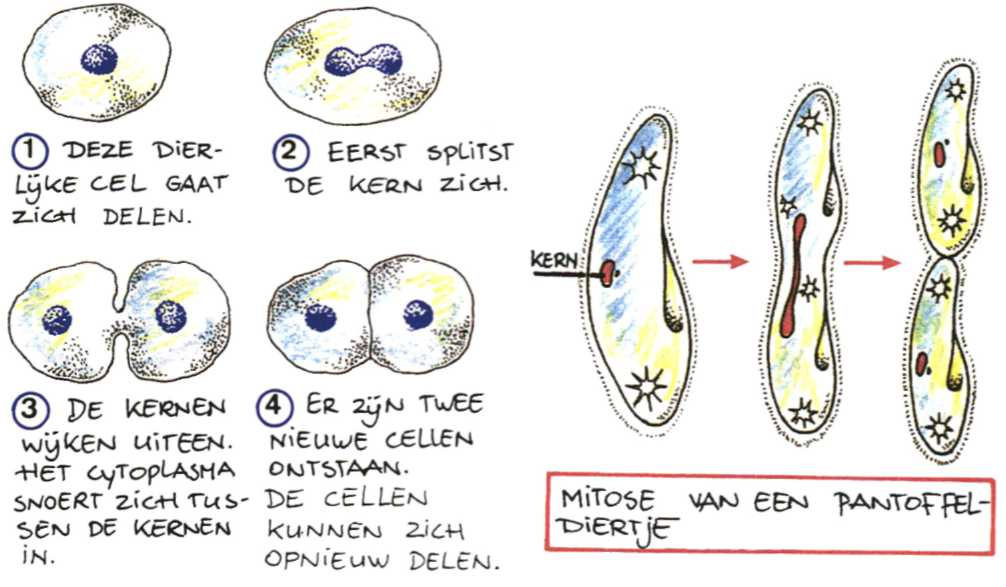 1 DEZE DIER-
LIJKE CEL GAAT
ZICH DELEN.
2 EERST SPLITST
DE KERN ZICH.
3 DE KERNEN
WIJKEN UITEEN.
HET CYTOPLASMA
SNOERT ZICH TUS-
SEN DE KERNEN
IN.
4 ER ZIJN TWEE
NIEUWE CELLEN
ONTSTAAN.
DE CELLEN
KUNNEN ZICH
OPNIEUW DELEN.
KERN
MITOSE VAN EEN PANTOFFEL-
DIERTJE